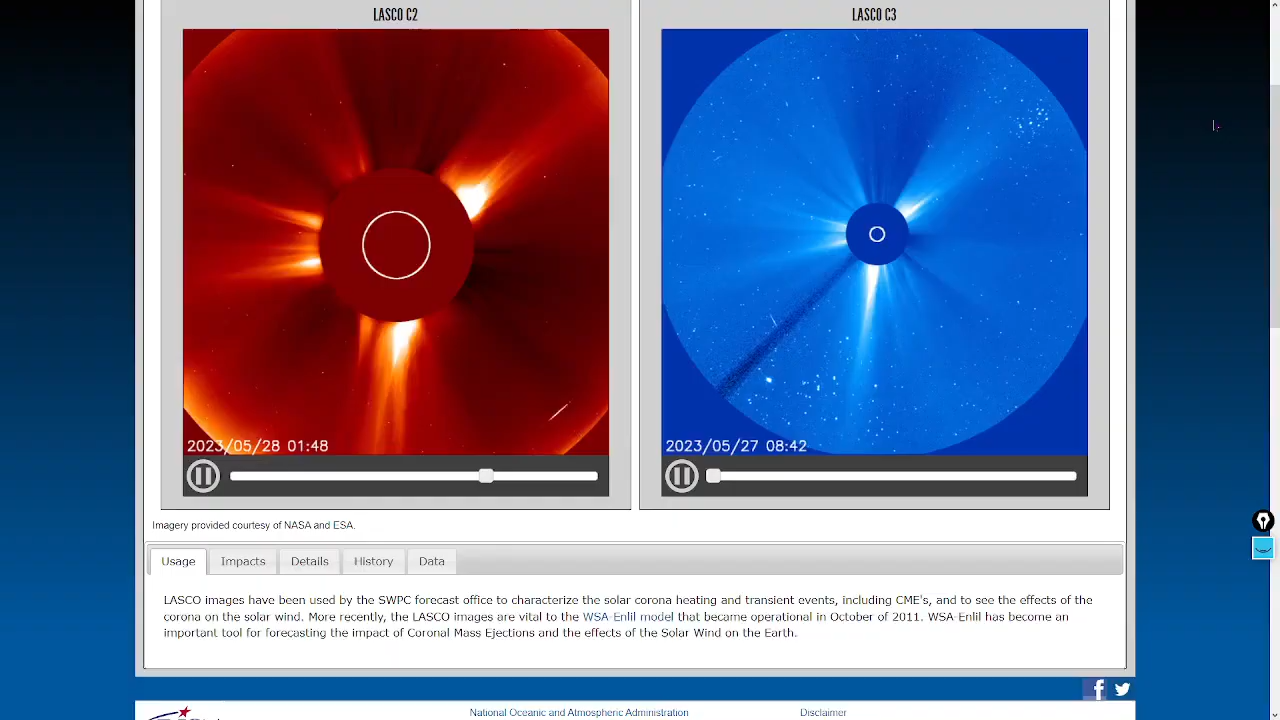 LASCO C2
LASCO C3
2023/05/28 01:48
2023/05/27 08:42
Imagery provided courtesy of NASA and ESA.
Usage
Impacts
Details
History
Data
LASCO images have been used by the SWPC forecast office to characterize the solar corona heating and transient events, including CME's, and to see the effects of the
corona on the solar wind. More recently, the LASCO images are vital to the WSA-Enlil model that became operational in October of 2011. WSA-Enlil has become an
important tool for forecasting the impact of Coronal Mass Ejections and the effects of the Solar Wind on the Earth.
National Oceanic and Atmospheric Administration
Disclaimer